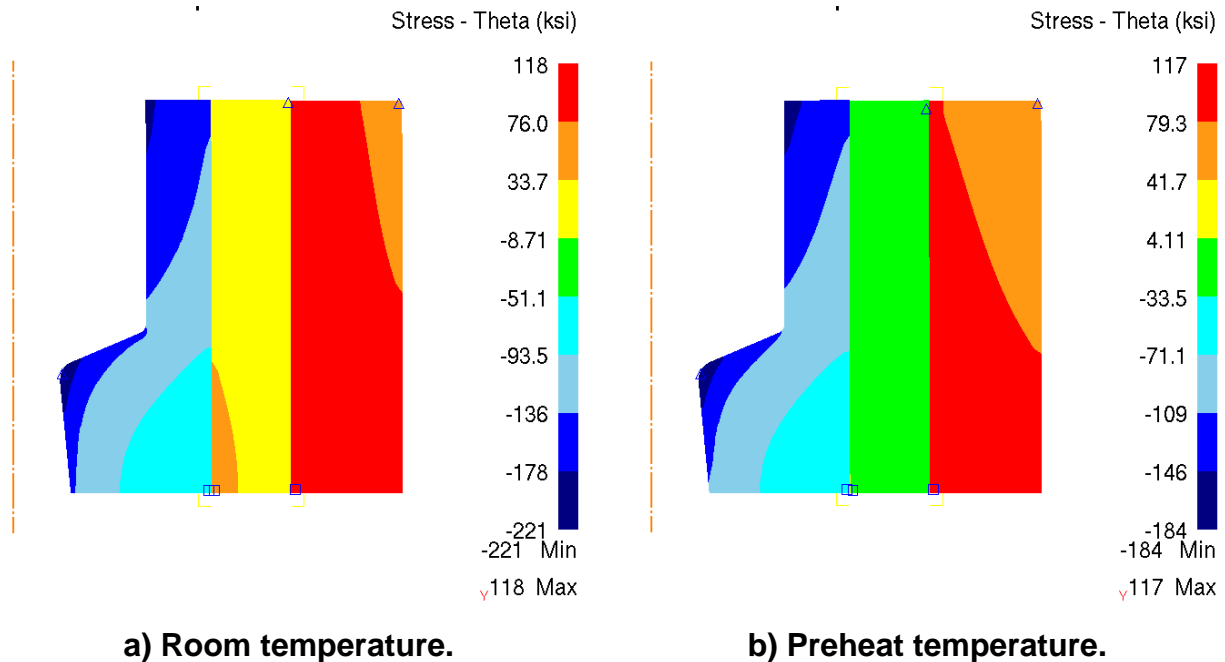 Stress - Theta (ksi)
118
76.0
33.7
-8.71
-51.1
-93.5
-136
-178
-221
-221 Min
Y 118 Max
a) Room temperature.
Stress - Theta (ksi)
117
79.3
41.7
4.11
-33.5
-71.1
-109
-146
-184
-184 Min
Y 117 Max
b) Preheat temperature.